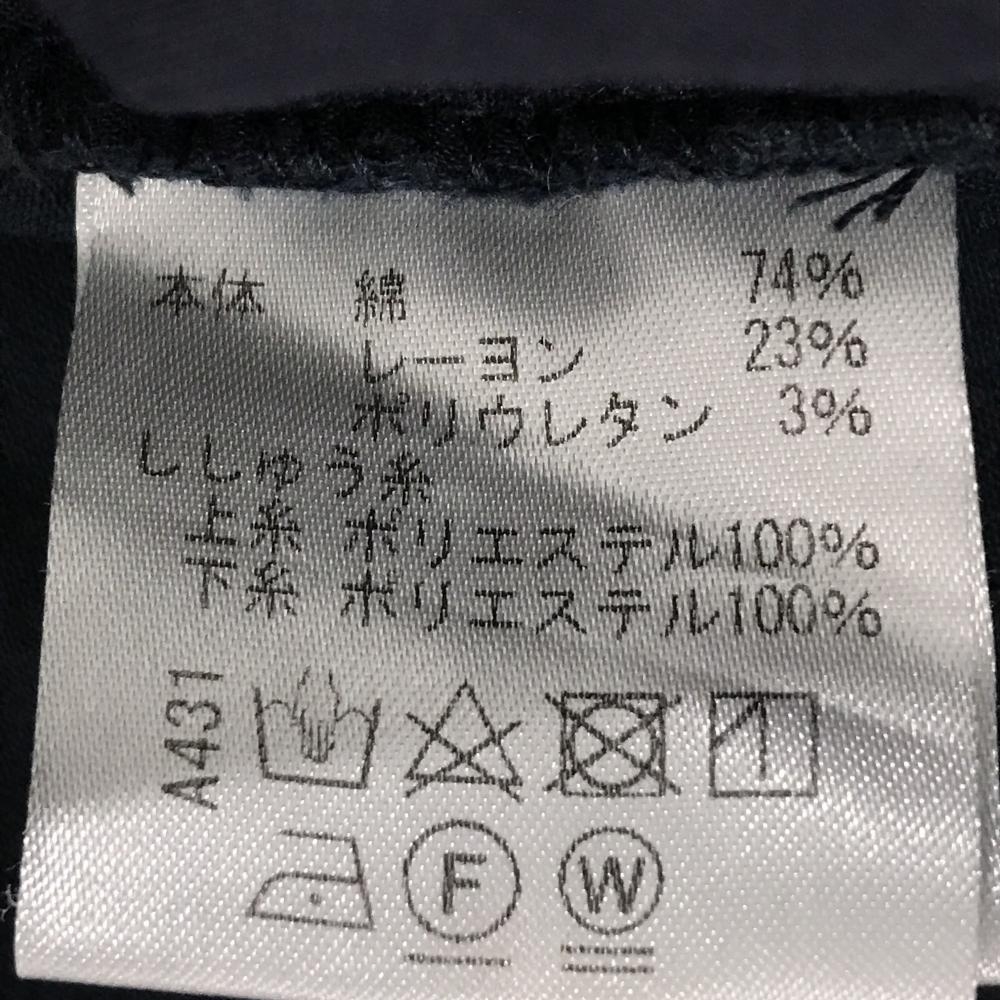 本体 綿 74%
レーヨン 23%
ポリウレタン 3%
ししゅう糸
上糸 ポリエステル100%
下糸 ポリエステル100%
A431
F
W